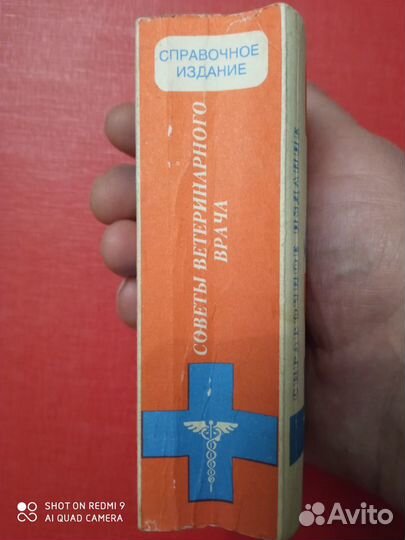 СПРАВОЧНОЕ
ИЗДАНИЕ
СОВЕТЫ ВЕТЕРИНАРНОГО
ВРАЧА
SHOT ON REDMI 9
AI QUAD CAMERA
Avito